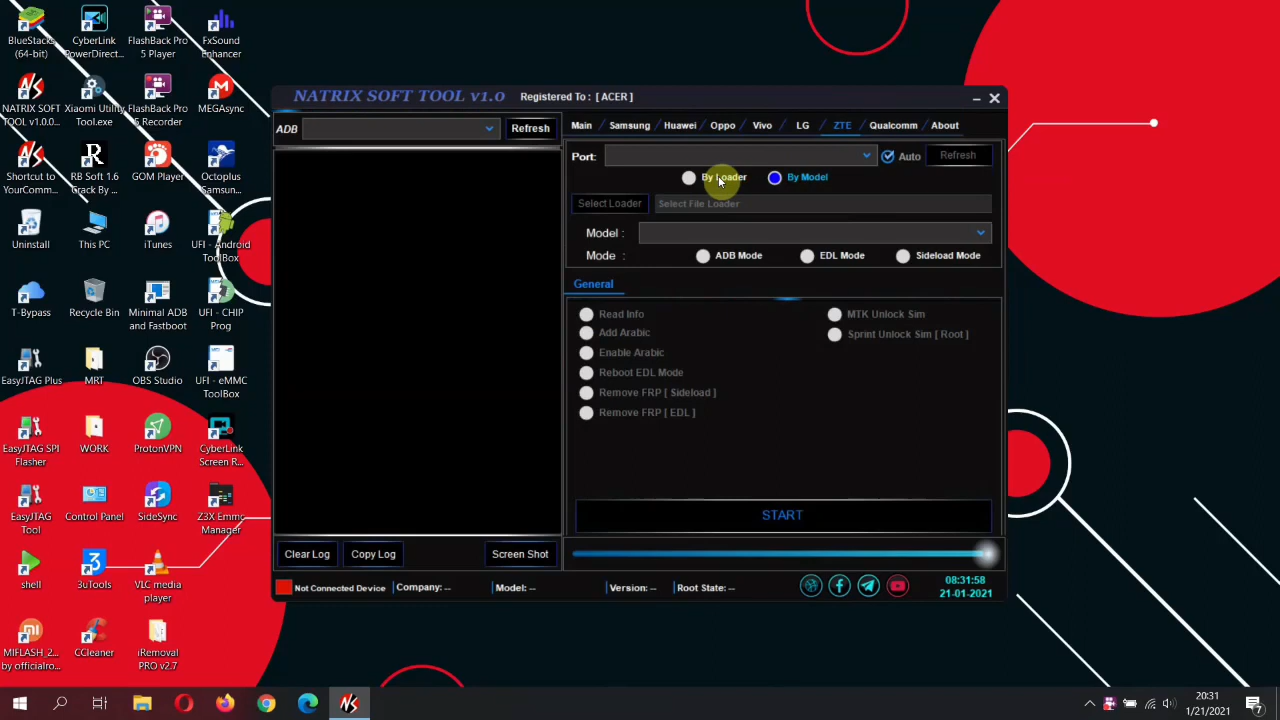 BlueStacks
(64-bit)
CyberLink
PowerDirect...
FlashBack Pro
5 Player
FxSound
Enhancer
NATRIX SOFT
TOOL v1.0.0...
Xiaomi Utility
Tool.exe
FlashBack Pro
5 Recorder
MEGAsync
Shortcut to
YourComm...
RB Soft 1.6
Crack By ...
GOM Player
Octoplus
Samsun...
Uninstall
This PC
iTunes
UFI - Android
ToolBox
T-Bypass
Recycle Bin
Minimal ADB
and Fastboot
UFI - CHIP
Prog
EasyJTAG Plus
MRT
OBS Studio
UFI - eMMC
ToolBox
EasyJTAG SPI
Flasher
WORK
ProtonVPN
CyberLink
Screen R...
EasyJTAG
Tool
Control Panel
SideSync
Z3X Emmc
Manager
shell
3uTools
VLC media
player
MIFLASH_2...
by officialro...
CCleaner
iRemoval
PRO v2.7
NATRIX SOFT TOOL v1.0 Registered To : [ ACER ]
ADB Refresh
Main Samsung Huawei Oppo Vivo LG ZTE Qualcomm About
Port: Auto Refresh
By Loader By Model
Select Loader Select File Loader
Model :
Mode : ADB Mode EDL Mode Sideload Mode
General
Read Info MTK Unlock Sim
Add Arabic Sprint Unlock Sim [ Root ]
Enable Arabic
Reboot EDL Mode
Remove FRP [ Sideload ]
Remove FRP [ EDL ]
START
Clear Log Copy Log Screen Shot
Not Connected Device Company: -- Model: -- Version: -- Root State: --
08:31:58
21-01-2021
20:31
1/21/2021
7